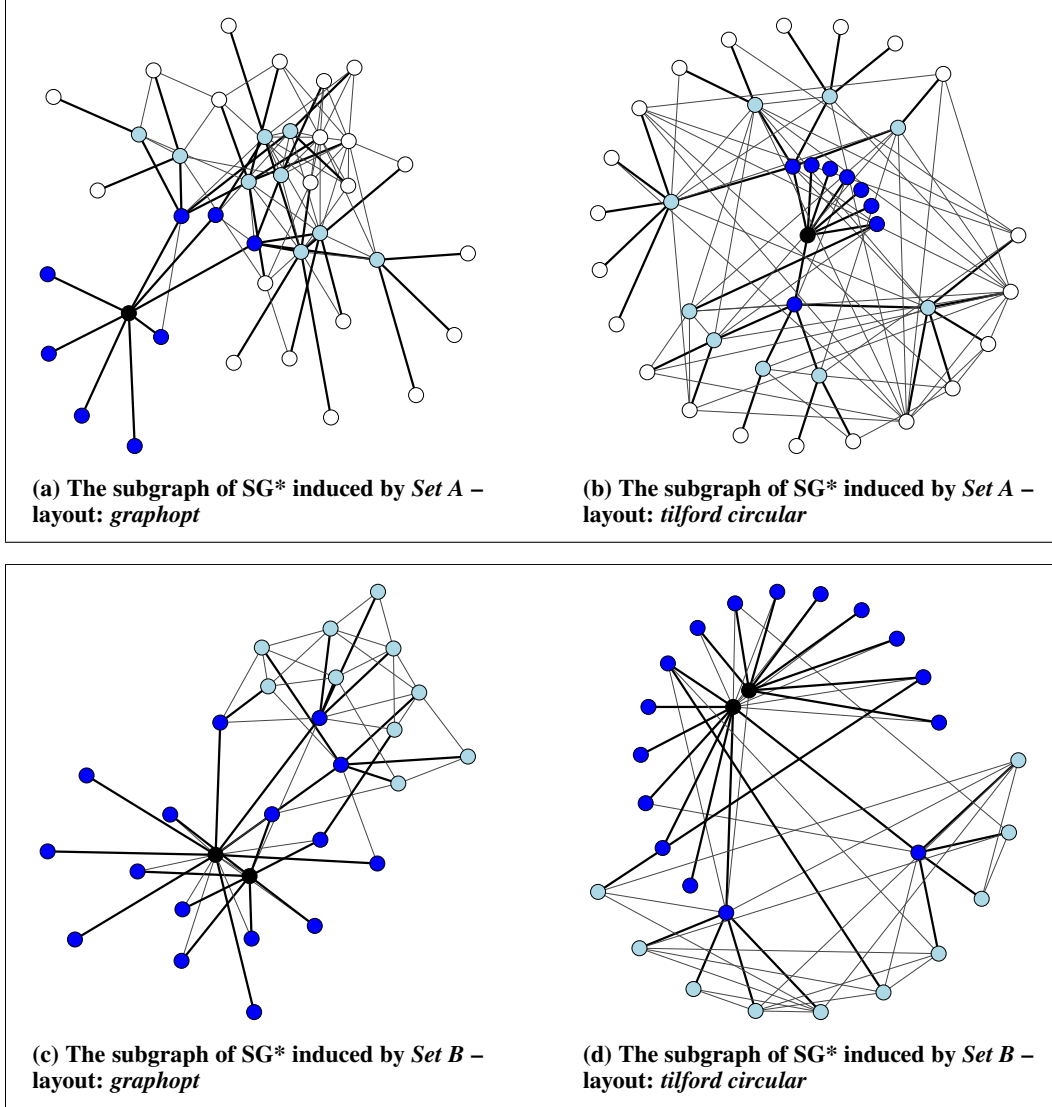 (a) The subgraph of SG* induced by Set A –
layout: graphopt
(b) The subgraph of SG* induced by Set A –
layout: tilford circular
(c) The subgraph of SG* induced by Set B –
layout: graphopt
(d) The subgraph of SG* induced by Set B –
layout: tilford circular